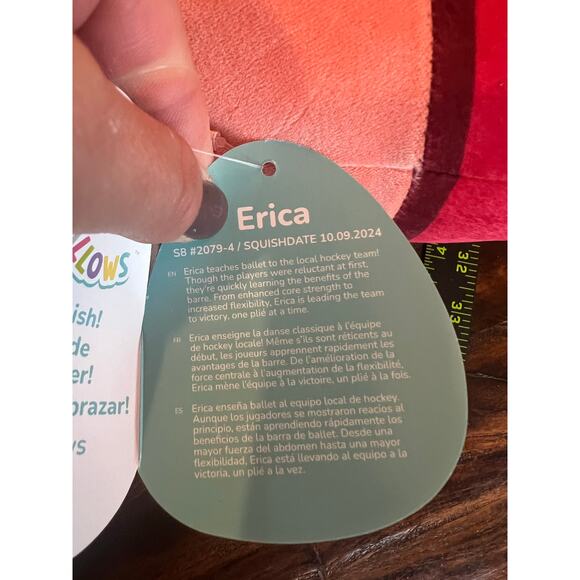 Erica
S8 #2079-4 / SQUISHDATE 10.09.2024
EN Erica teaches ballet to the local hockey team!
Though the players were reluctant at first,
they're quickly learning the benefits of the
barre. From enhanced core strength to
increased flexibility, Erica is leading the team
to victory, one plié at a time.
FR Erica enseigne la danse classique à l'équipe
de hockey locale! Même s'ils sont réticents au
début, les joueurs apprennent rapidement les
avantages de la barre. De l'amélioration de la
force centrale à l'augmentation de la flexibilité,
Erica mène l'équipe à la victoire, un plié à la fois.
ES Erica enseña ballet al equipo local de hockey.
Aunque los jugadores se mostraron reacios al
principio, están aprendiendo rápidamente los
beneficios de la barra de ballet. Desde una
mayor fuerza del abdomen hasta una mayor
flexibilidad, Erica está llevando al equipo a la
victoria, un plié a la vez.
LLOWS
ish!
de
er!
brazar!
ys
14
32
33